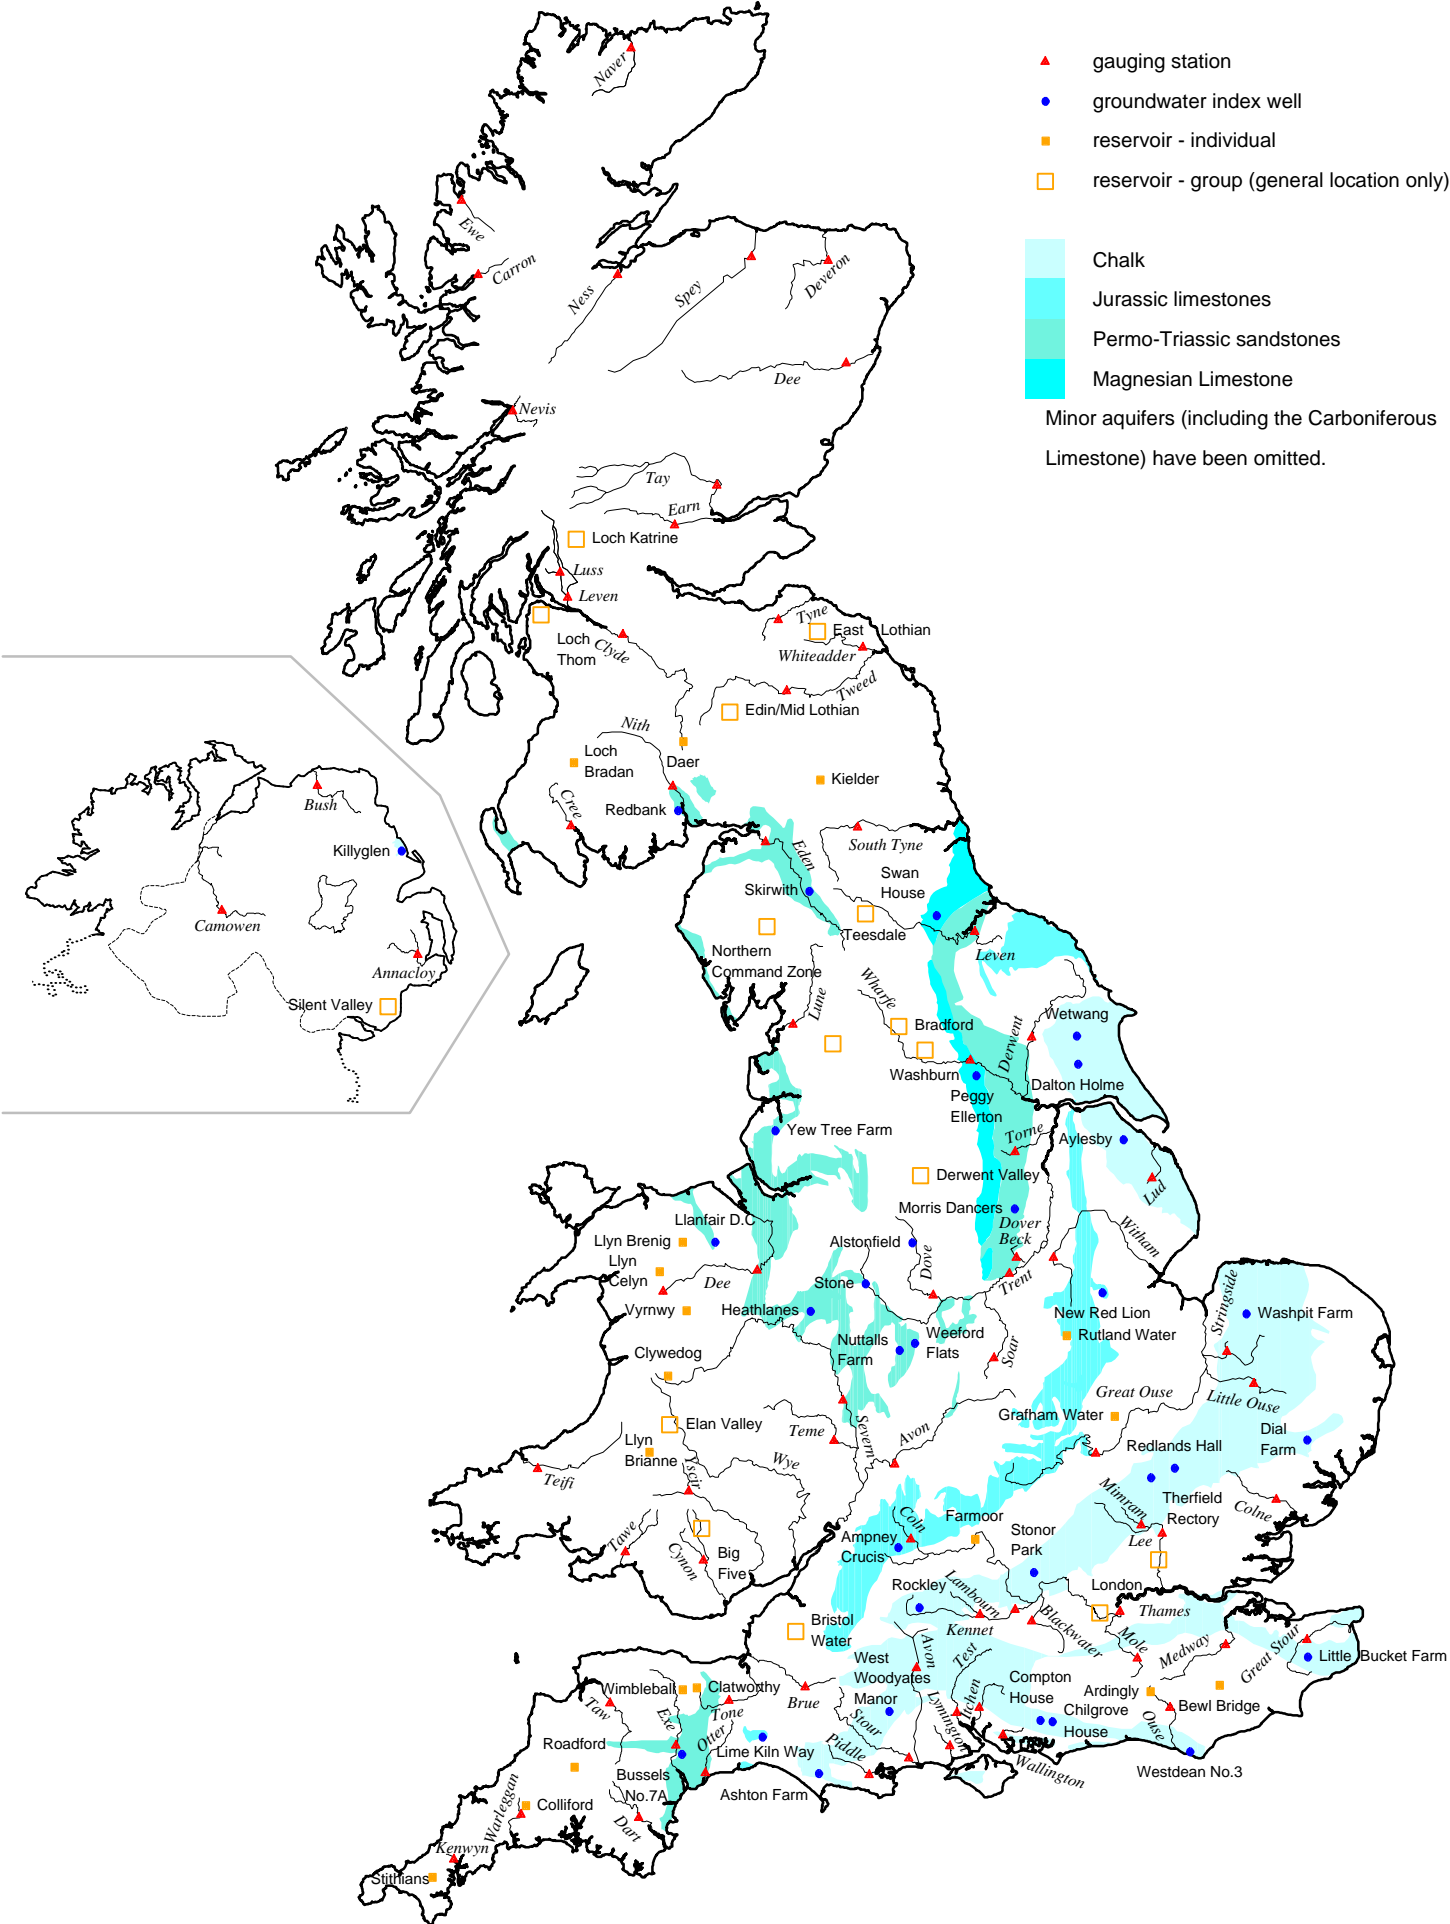 gauging station
groundwater index well
reservoir - individual
reservoir - group (general location only)
Chalk
Jurassic limestones
Permo-Triassic sandstones
Magnesian Limestone
Minor aquifers (including the Carboniferous
Limestone) have been omitted.
Naver
Ewe
Carron
Ness
Spey
Deveron
Dee
Nevis
Tay
Earn
Loch Katrine
Luss
Leven
Tyne
East Lothian
Loch
Thom
Clyde
Whiteadder
Tweed
Edin/Mid Lothian
Nith
Loch
Bradan
Daer
Kielder
Cree
Redbank
Bush
Killyglen
Camowen
Annacloy
Silent Valley
South Tyne
Eden
Swan
House
Skirwith
Teesdale
Northern
Command Zone
Leven
Lune
Wharfe
Bradford
Derwent
Wetwang
Washburn
Dalton Holme
Peggy
Ellerton
Yew Tree Farm
Torne
Aylesby
Derwent Valley
Lud
Morris Dancers
Dover
Beck
Witham
Llanfair D.C
Llyn Brenig
Alstonfield
Llyn
Celyn
Dee
Dove
Stone
Trent
Vyrnwy
Heathlanes
New Red Lion
Stringside
Washpit Farm
Rutland Water
Nuttalls
Farm
Weeford
Flats
Soar
Clywedog
Great Ouse
Little Ouse
Grafham Water
Elan Valley
Teme
Severn
Avon
Dial
Farm
Llyn
Brianne
Redlands Hall
Teifi
Yscir
Wye
Mimram
Therfield
Rectory
Colne
Coln
Farmoor
Lee
Ampney
Crucis
Stonor
Park
Tawe
Cynon
Big
Five
Rockley
Lambourn
London
Thames
Kennet
Blackwater
Bristol
Water
Mole
Medway
Great Stour
Little Bucket Farm
West
Woodyates
Manor
Avon
Test
Compton
House
Wimbleball
Clatworthy
Brue
Lymington
Itchen
Chilgrove
House
Ardingly
Bewl Bridge
Taw
Exe
Tone
Stour
Ouse
Roadford
Otter
Lime Kiln Way
Piddle
Wallington
Westdean No.3
Bussels
No.7A
Ashton Farm
Warleggan
Colliford
Dart
Kenwyn
Stithians